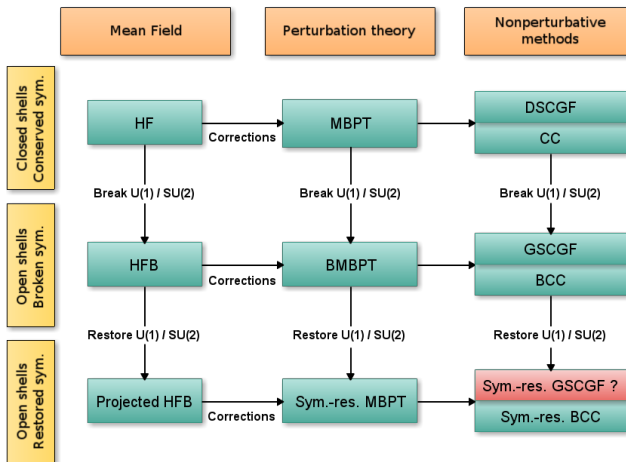 Mean Field
Perturbation theory
Nonperturbative
methods
Closed shells
Conserved sym.
HF
Corrections
MBPT
DSCGF
CC
Break U(1) / SU(2)
Break U(1) / SU(2)
Break U(1) / SU(2)
Open shells
Broken sym.
HFB
Corrections
BMBPT
GSCGF
BCC
Restore U(1) / SU(2)
Restore U(1) / SU(2)
Restore U(1) / SU(2)
Open shells
Restored sym.
Projected HFB
Corrections
Sym.-res. MBPT
Sym.-res. GSCGF ?
Sym.-res. BCC